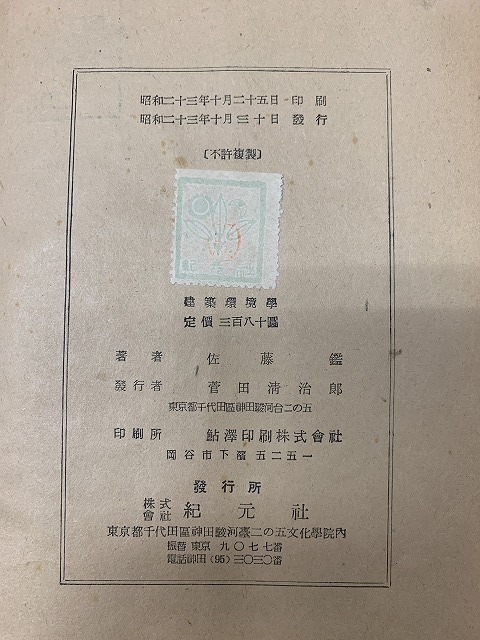 昭和二十三年十月二十五日 印刷
昭和二十三年十月三十日 發行
〔不許複製〕
建築環境學
定價 三百八十圓
著者 佐藤鑑
發行者 菅田清治郎
東京都千代田區神田駿河台二の五
印刷所 鮎澤印刷株式會社
岡谷市下濱五二五一
發行所
株式會社 紀元社
東京都千代田區神田駿河臺二の五文化學院内
振替 東京 九〇七七番
電話神田(95)三〇三〇番